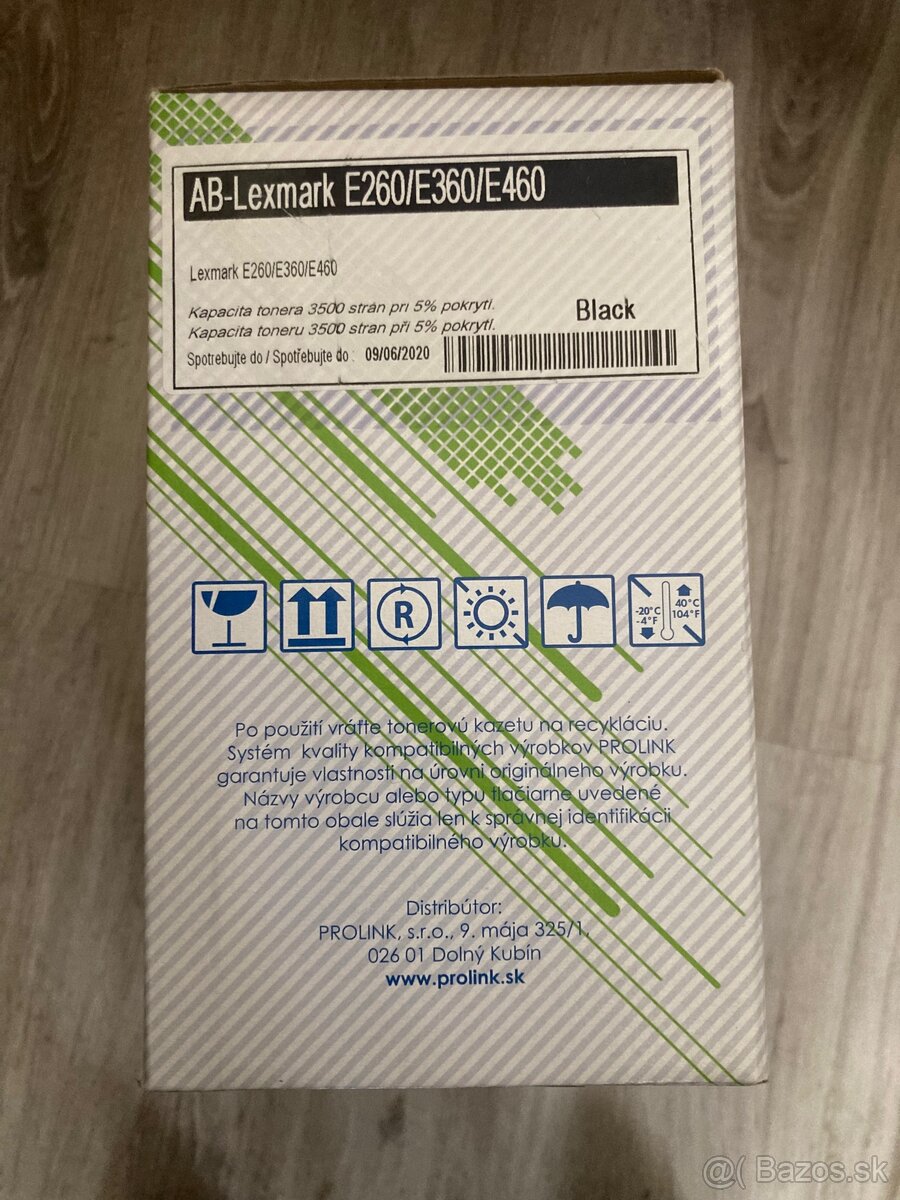 AB-Lexmark E260/E360/E460
Lexmark E260/E360/E460
Kapacita tonera 3500 strán pri 5% pokrytí.
Kapacita toneru 3500 stran při 5% pokrytí.
Black
Spotrebujte do / Spotřebujte do : 09/06/2020
R
-20°C
-4°F
40°C
104°F
Po použití vráťte tonerovú kazetu na recykláciu.
Systém kvality kompatibilných výrobkov PROLINK
garantuje vlastnosti na úrovni originálneho výrobku.
Názvy výrobcu alebo typu tlačiarne uvedené
na tomto obale slúžia len k správnej identifikácii
kompatibilného výrobku.
Distribútor:
PROLINK, s.r.o., 9. mája 325/1,
026 01 Dolný Kubín
www.prolink.sk
@( Bazos.sk